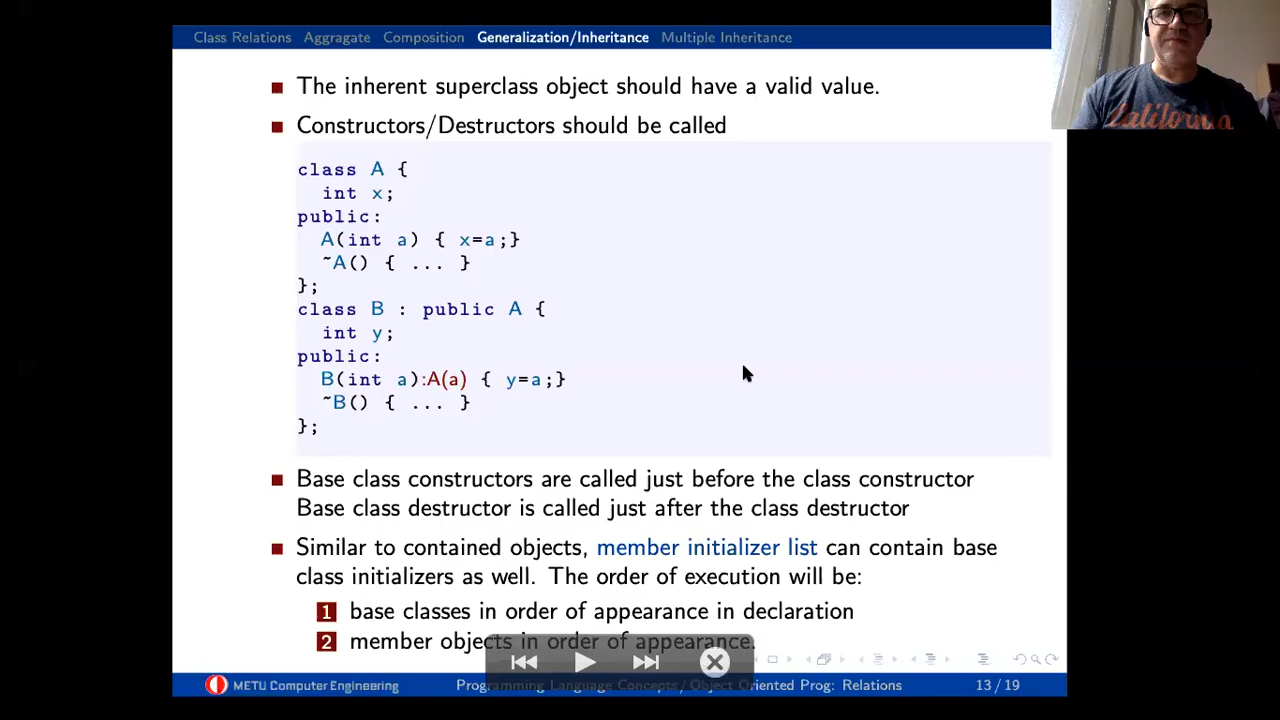 Class Relations Aggragate Composition Generalization/Inheritance Multiple Inheritance
The inherent superclass object should have a valid value.
Constructors/Destructors should be called
class A {
int x;
public:
A(int a) { x=a;}
~A() { ... }
};
class B : public A {
int y;
public:
B(int a):A(a) { y=a;}
~B() { ... }
};
Base class constructors are called just before the class constructor
Base class destructor is called just after the class destructor
Similar to contained objects, member initializer list can contain base
class initializers as well. The order of execution will be:
1 base classes in order of appearance in declaration
2 member objects in order of appearance.
METU Computer Engineering
Programming Language Concepts/Object Oriented Prog: Relations
13 / 19
California